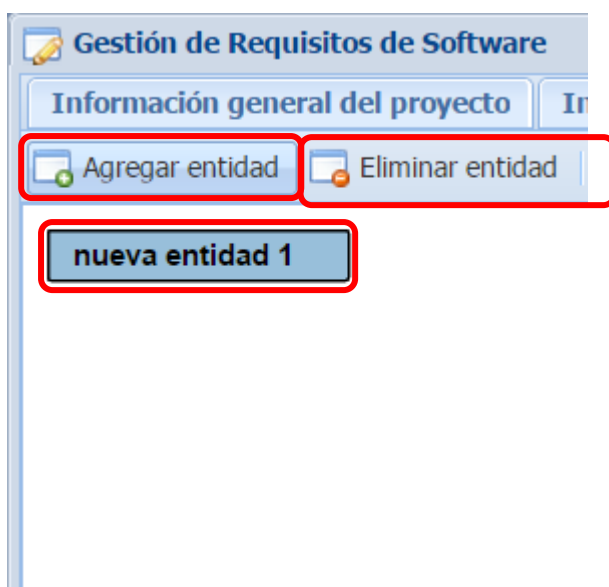 Gestión de Requisitos de Software
Información general del proyecto
Agregar entidad Eliminar entidad
nueva entidad 1